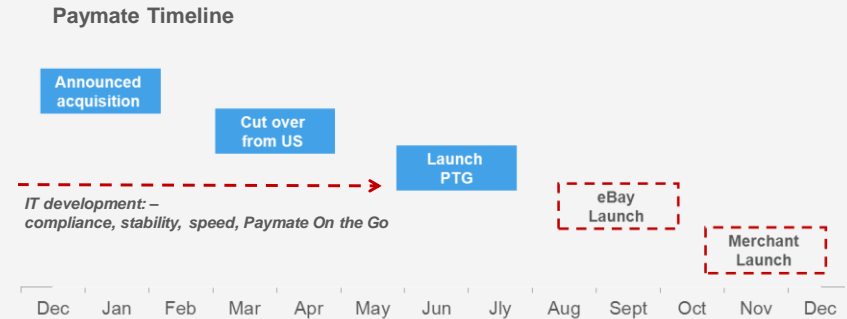 Paymate Timeline
Announced
acquisition
Cut over
from US
Launch
PTG
IT development: –
compliance, stability, speed, Paymate On the Go
eBay
Launch
Merchant
Launch
Dec Jan Feb Mar Apr May Jun Jly Aug Sept Oct Nov Dec